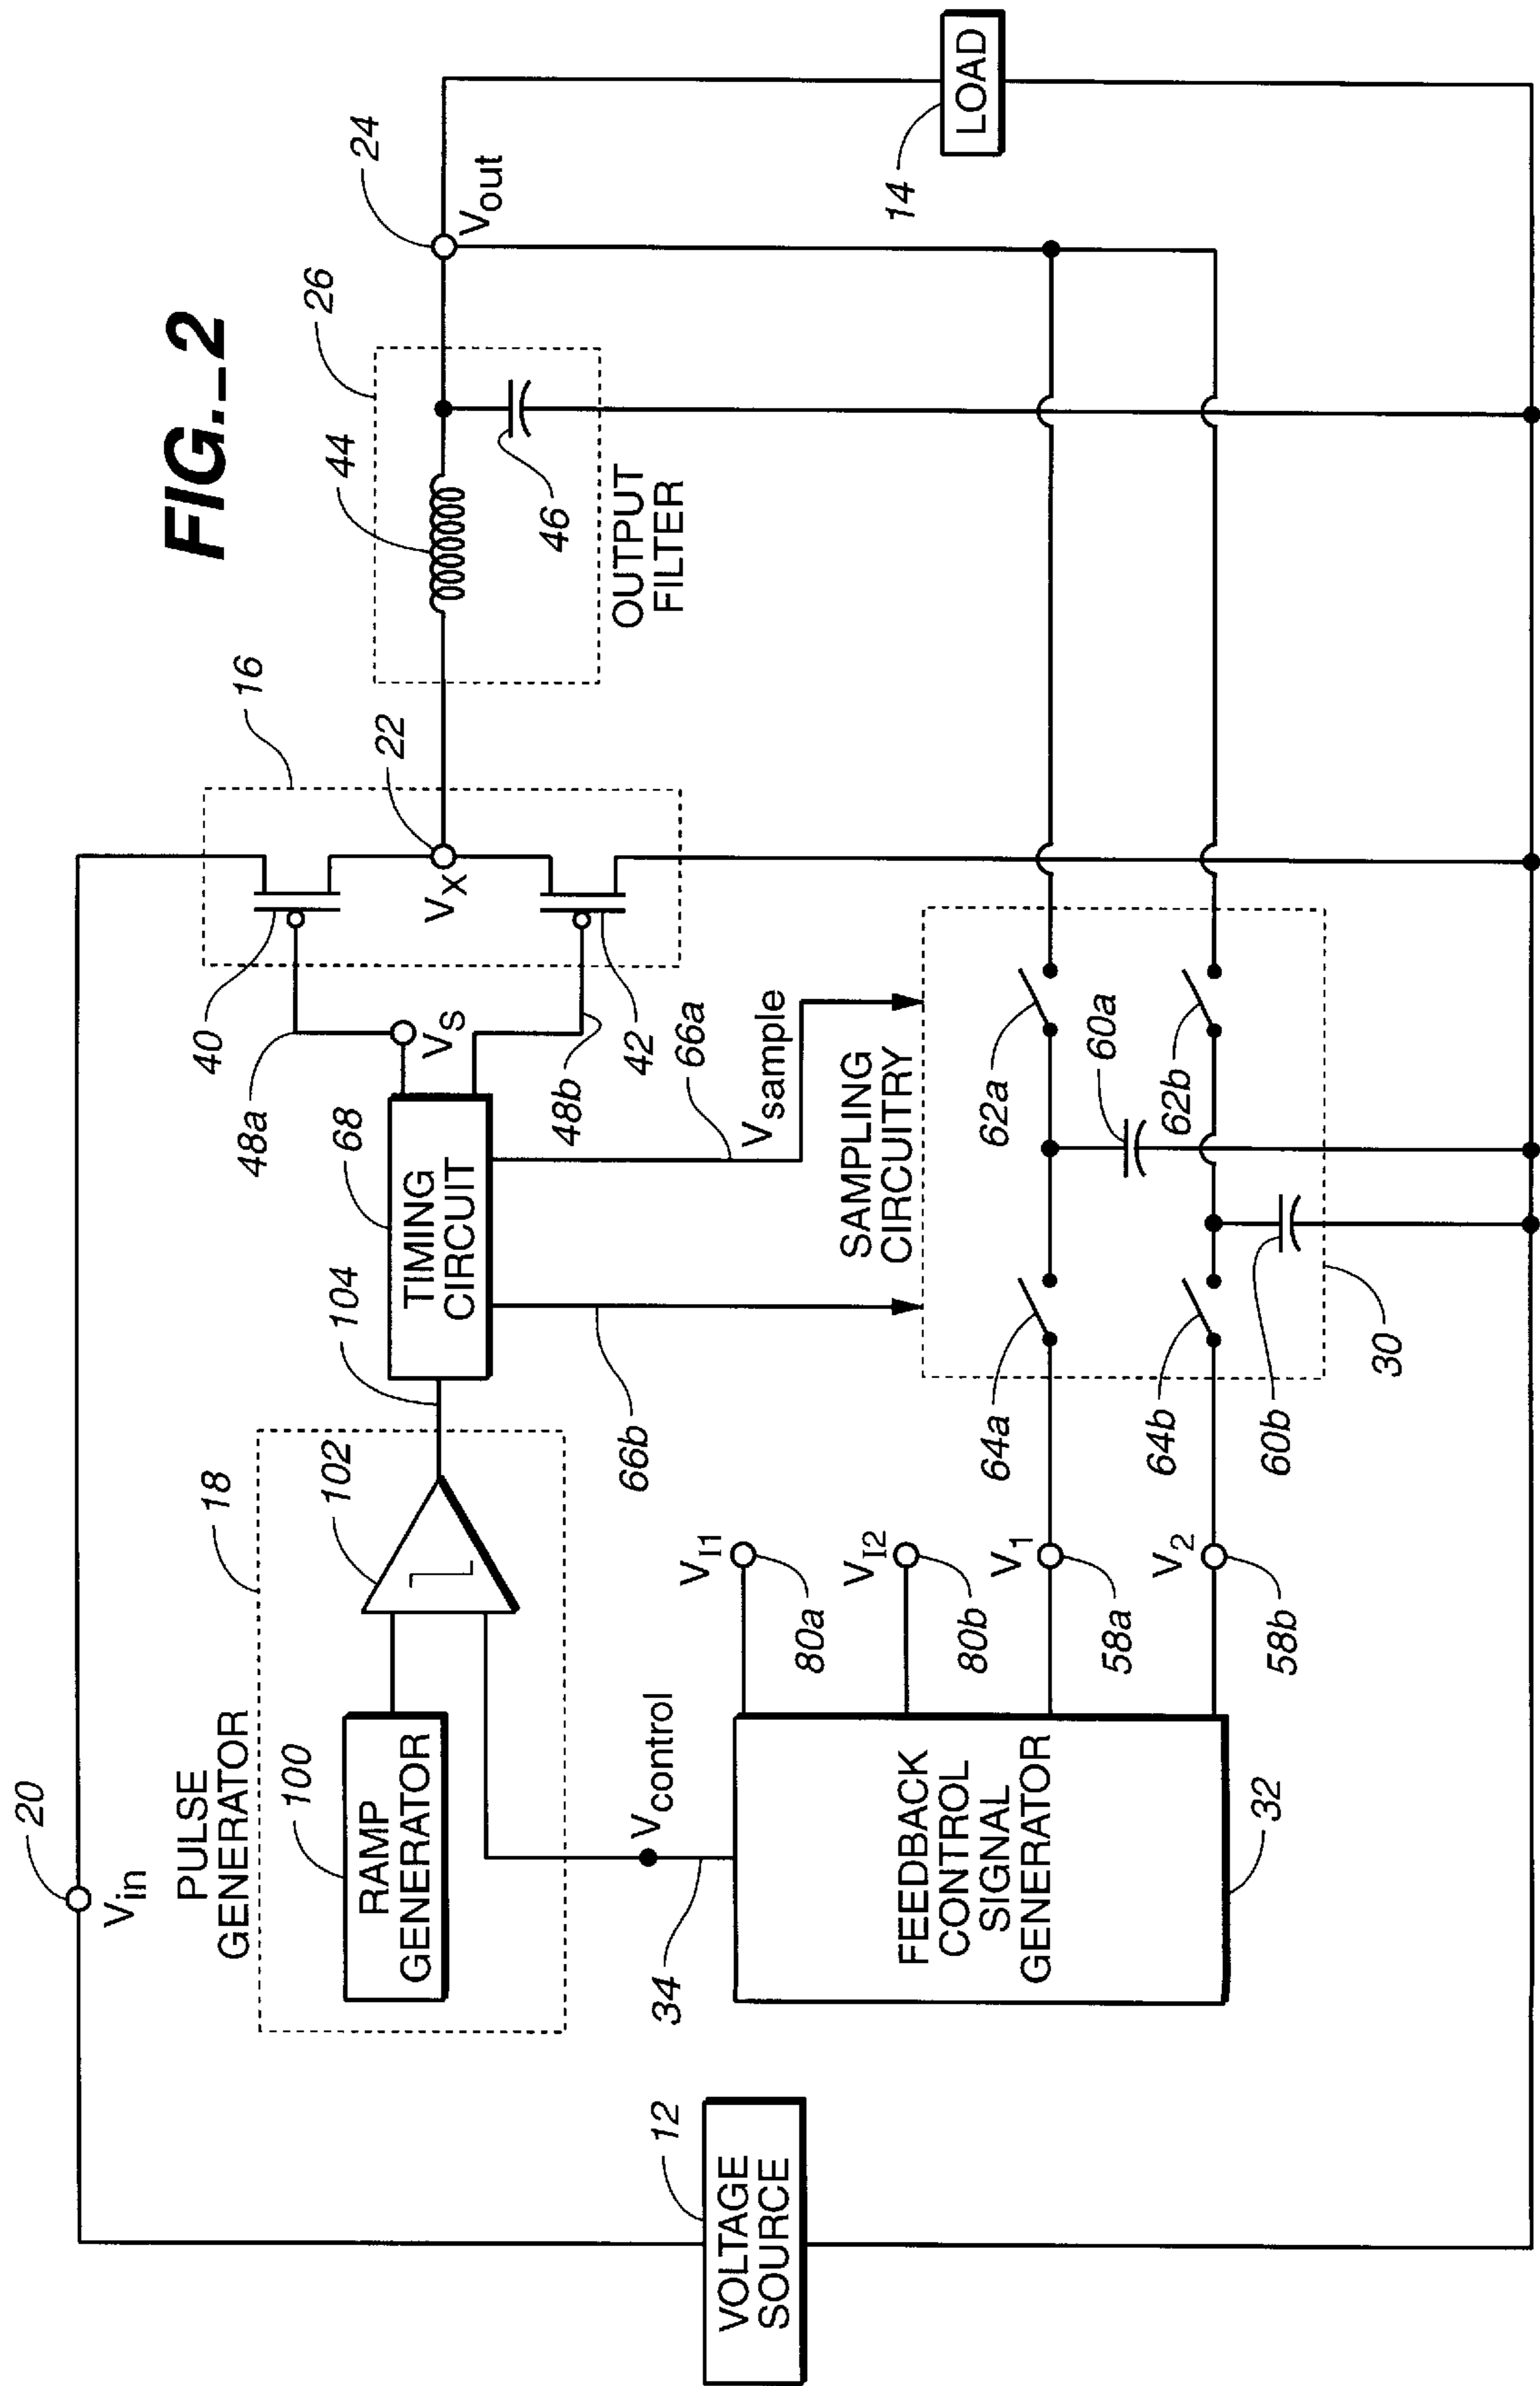 FIG._2
20
Vin
PULSE
GENERATOR
18
100
RAMP
GENERATOR
102
104
68
TIMING
CIRCUIT
48a
VS
40
48b
42
16
VX
22
44
26
46
OUTPUT
FILTER
24
Vout
14
LOAD
12
VOLTAGE
SOURCE
34
Vcontrol
FEEDBACK
CONTROL
SIGNAL
GENERATOR
32
VI1
80a
VI2
80b
V1
58a
V2
58b
66b
66a
Vsample
SAMPLING
CIRCUITRY
64a
62a
60a
64b
62b
60b
30